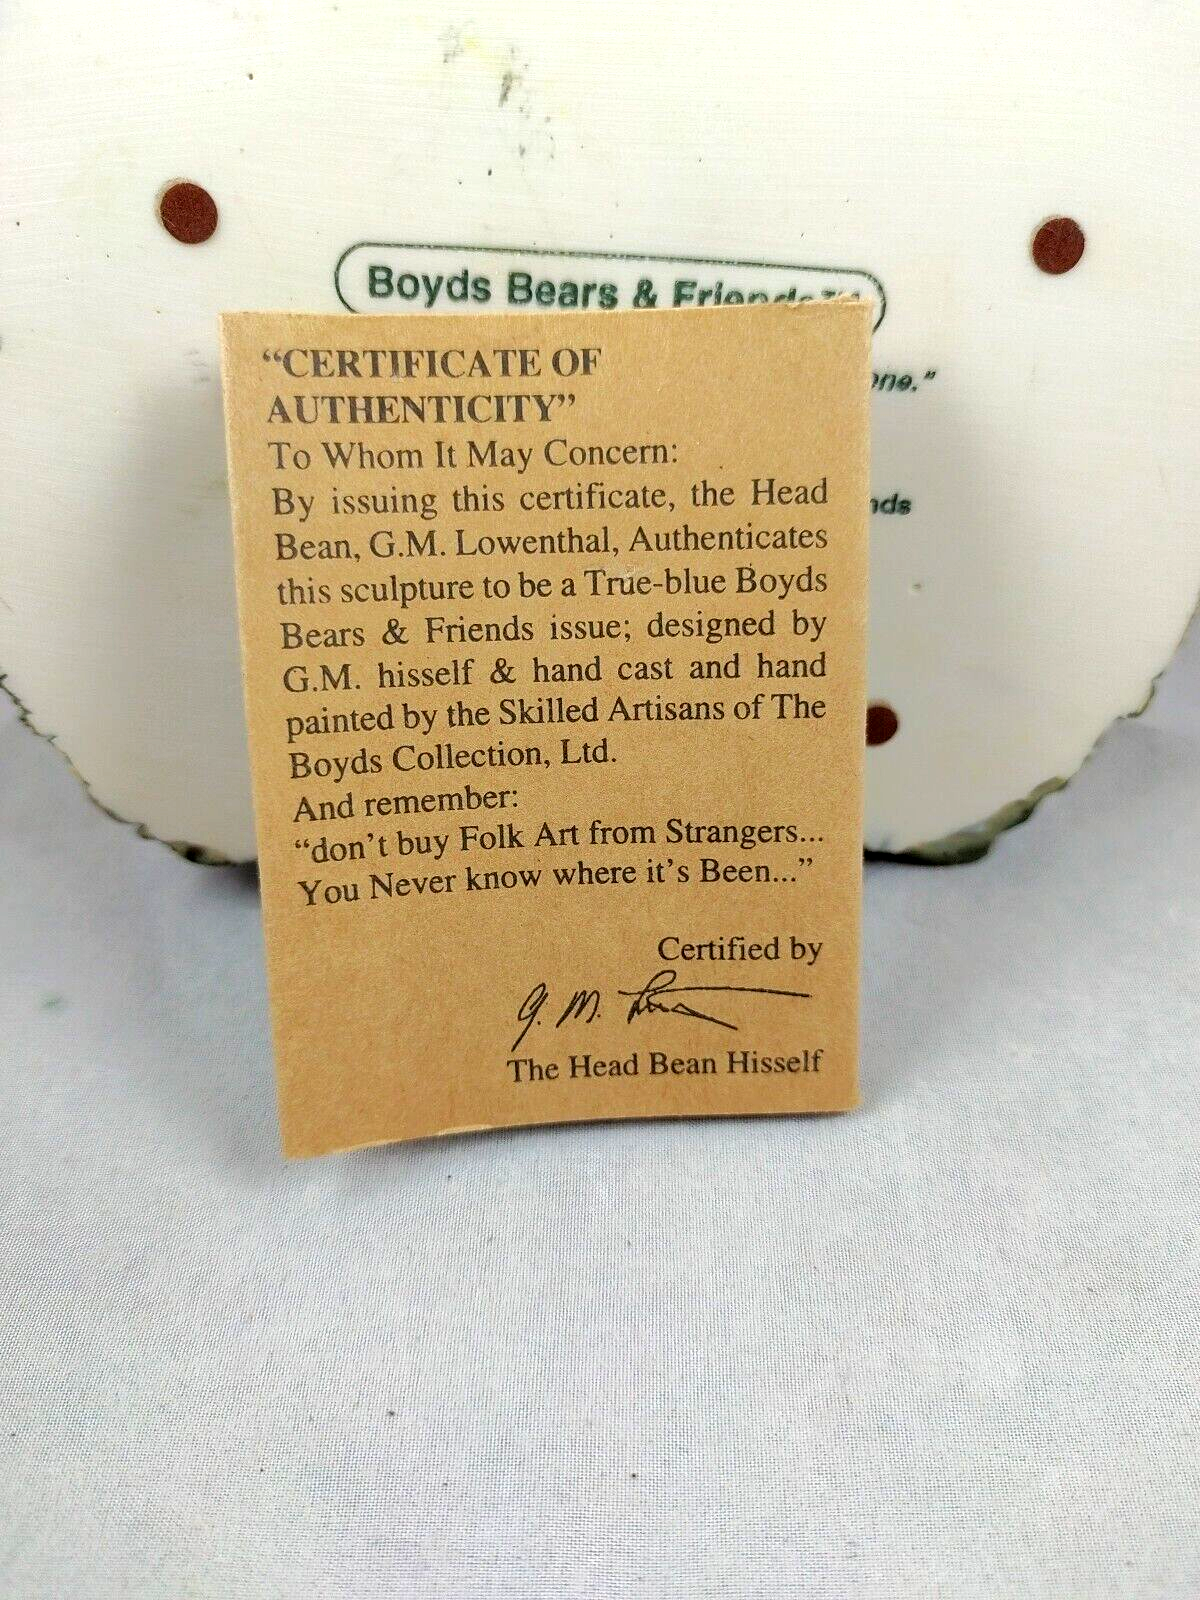 Boyds Bears & Friends™
one."
"CERTIFICATE OF
AUTHENTICITY"
To Whom It May Concern:
By issuing this certificate, the Head
Bean, G.M. Lowenthal, Authenticates
this sculpture to be a True-blue Boyds
Bears & Friends issue; designed by
G.M. hisself & hand cast and hand
painted by the Skilled Artisans of The
Boyds Collection, Ltd.
And remember:
"don't buy Folk Art from Strangers...
You Never know where it's Been..."
Certified by
G. M.
The Head Bean Hisself